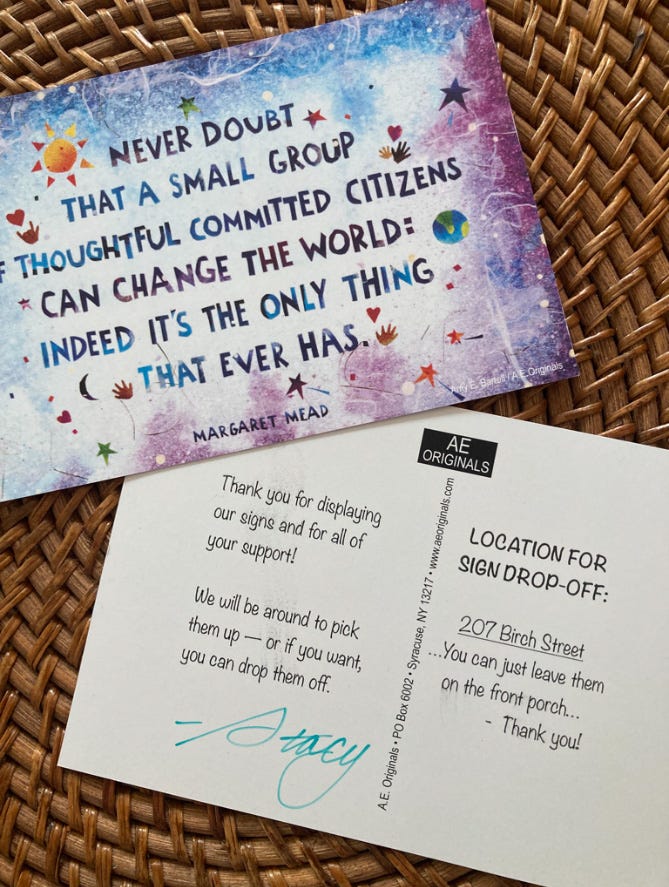 NEVER DOUBT
THAT A SMALL GROUP
F THOUGHTFUL COMMITTED CITIZENS
CAN CHANGE THE WORLD:
INDEED IT'S THE ONLY THING
THAT EVER HAS.
MARGARET MEAD
Amy E. Bartell / A.E. Originals
AE
ORIGINALS
Thank you for displaying
our signs and for all of
your support!
We will be around to pick
them up — or if you want,
you can drop them off.
- Stacy
A.E. Originals • PO Box 6002 • Syracuse, NY 13217 • www.aeoriginals.com
LOCATION FOR
SIGN DROP-OFF:
207 Birch Street
...You can just leave them
on the front porch...
- Thank you!